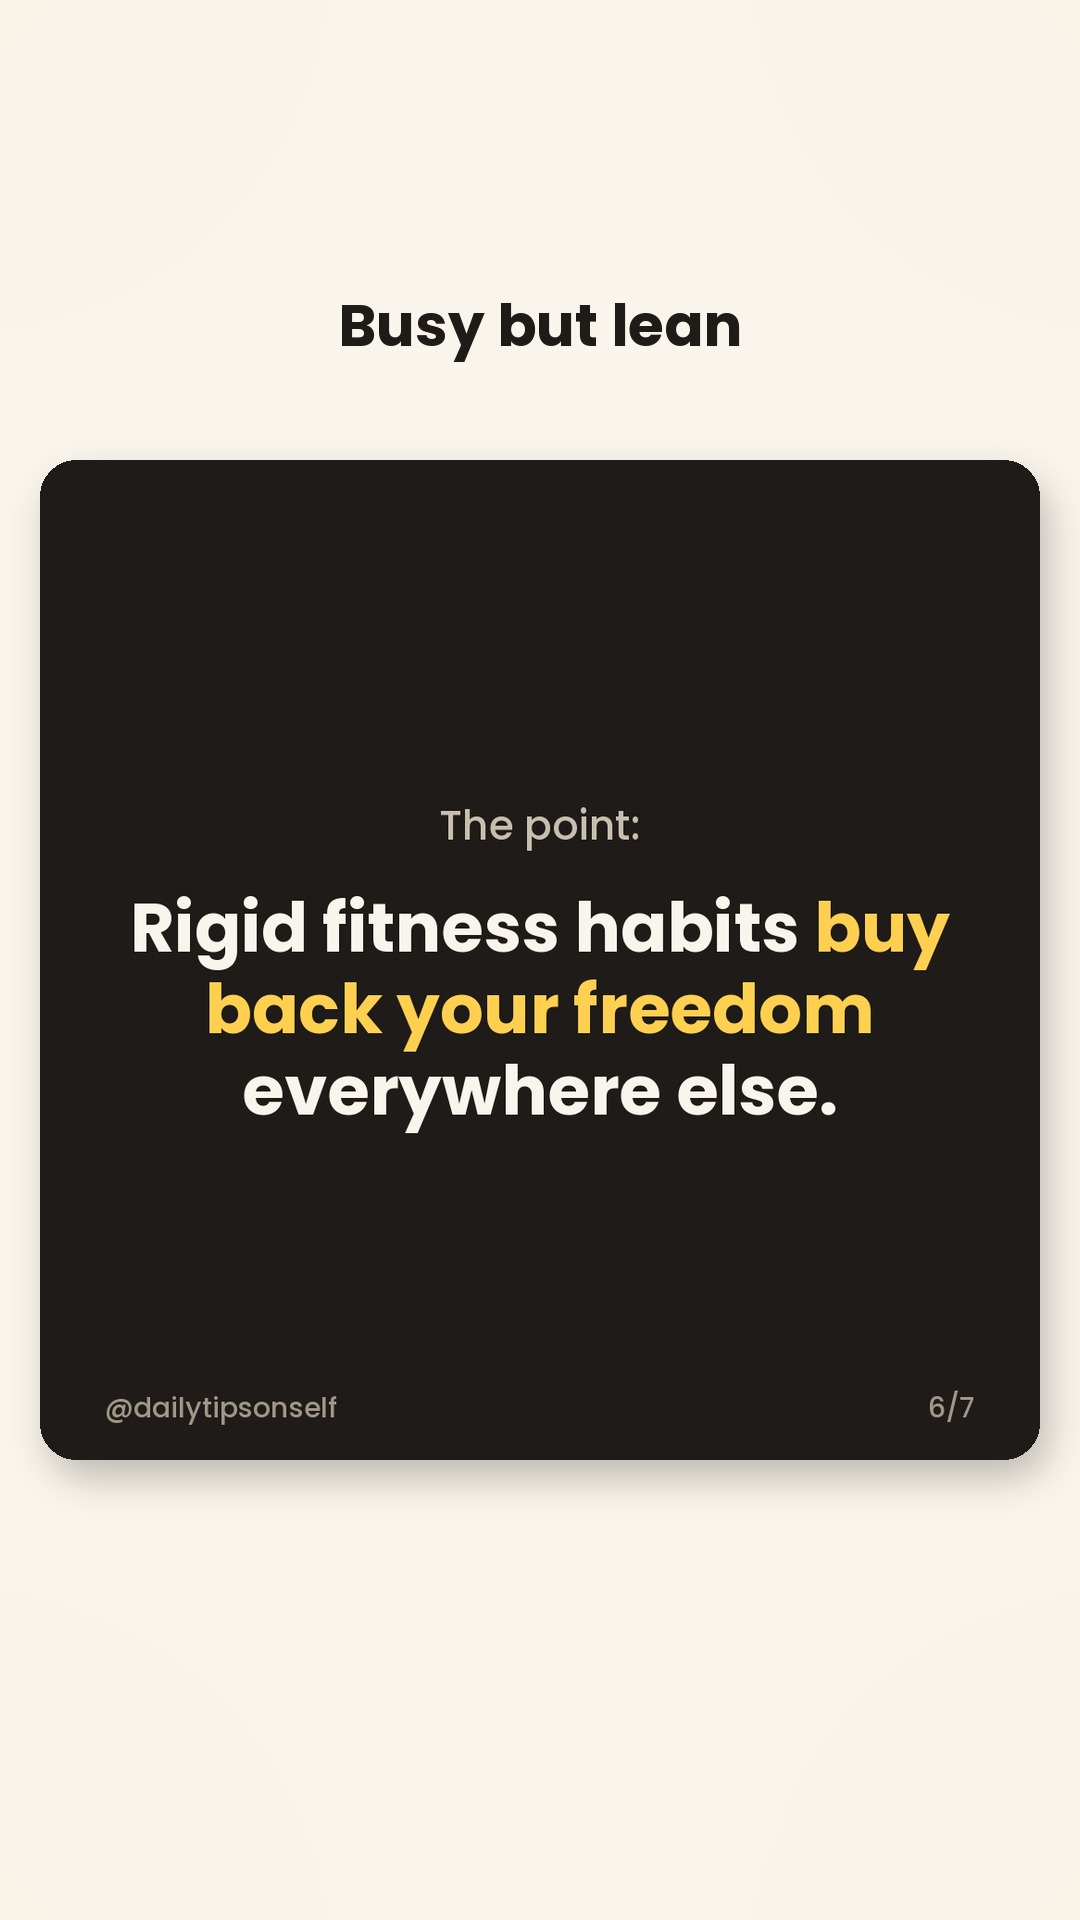 Busy but lean
The point:
Rigid fitness habits buy
back your freedom
everywhere else.
@dailytipsonself
6/7